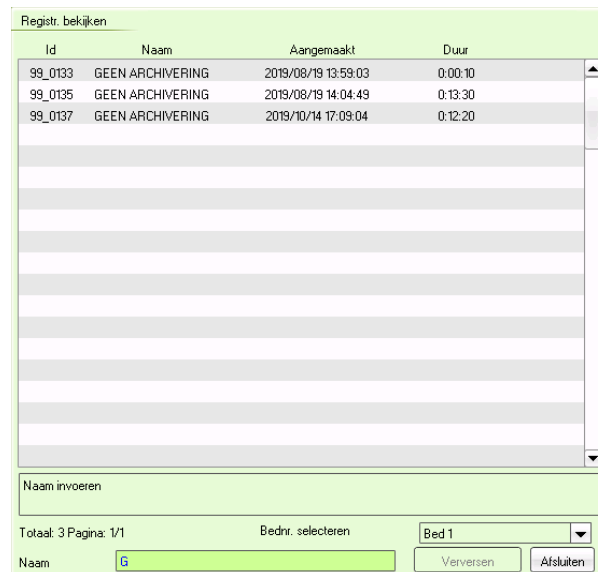 Registr. bekijken
Id Naam Aangemaakt Duur
99_0133 GEEN ARCHIVERING 2019/08/19 13:59:03 0:00:10
99_0135 GEEN ARCHIVERING 2019/08/19 14:04:49 0:13:30
99_0137 GEEN ARCHIVERING 2019/10/14 17:09:04 0:12:20
Naam invoeren
Totaal: 3 Pagina: 1/1 Bednr. selecteren Bed 1
Naam G Verversen Afsluiten